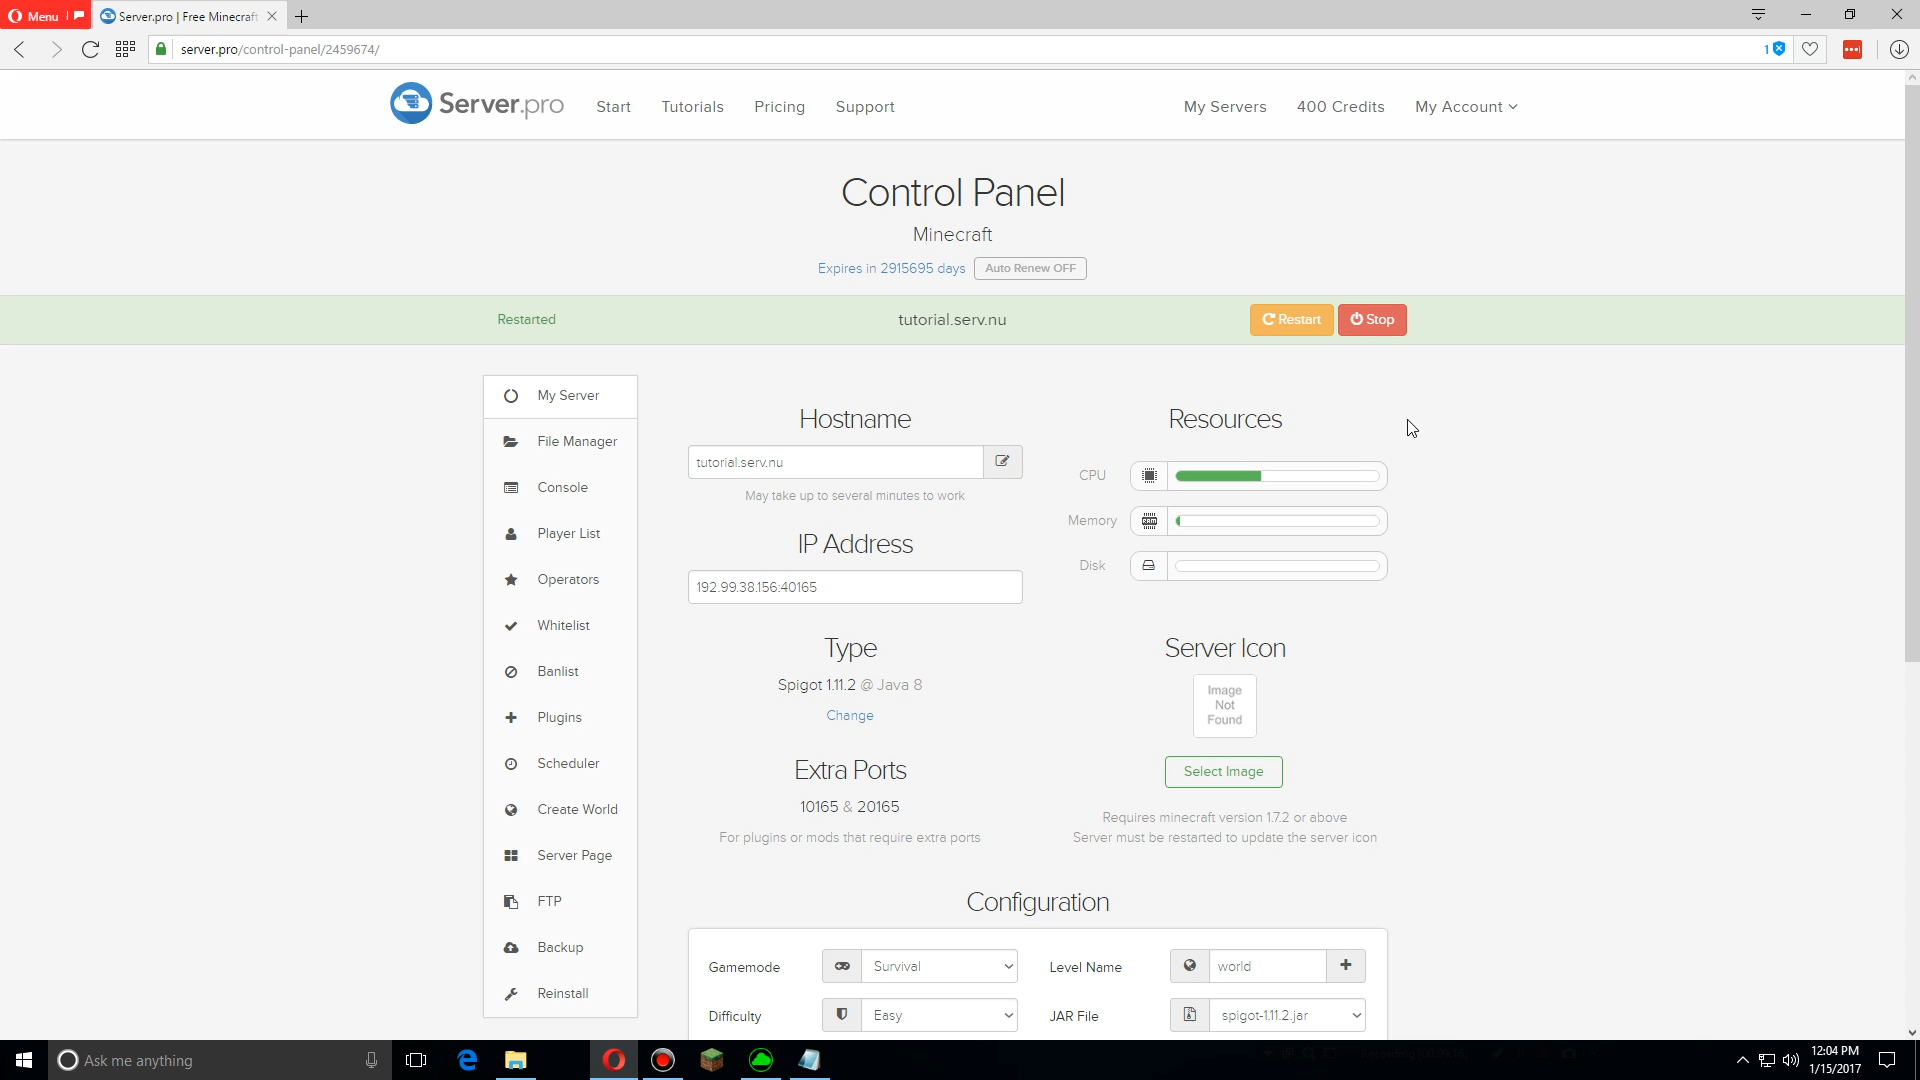 Menu
Server.pro | Free Minecraft
server.pro/control-panel/2459674/
1
Server.pro
Start
Tutorials
Pricing
Support
My Servers
400 Credits
My Account
Control Panel
Minecraft
Expires in 2915695 days
Auto Renew OFF
Restarted
tutorial.serv.nu
Restart
Stop
My Server
File Manager
Console
Player List
Operators
Whitelist
Banlist
Plugins
Scheduler
Create World
Server Page
FTP
Backup
Reinstall
Hostname
tutorial.serv.nu
May take up to several minutes to work
IP Address
192.99.38.156:40165
Type
Spigot 1.11.2 @ Java 8
Change
Extra Ports
10165 & 20165
For plugins or mods that require extra ports
Resources
CPU
Memory
Disk
Server Icon
Image
Not
Found
Select Image
Requires minecraft version 1.7.2 or above
Server must be restarted to update the server icon
Configuration
Gamemode
Survival
Level Name
world
Difficulty
Easy
JAR File
spigot-1.11.2.jar
Ask me anything
12:04 PM
1/15/2017